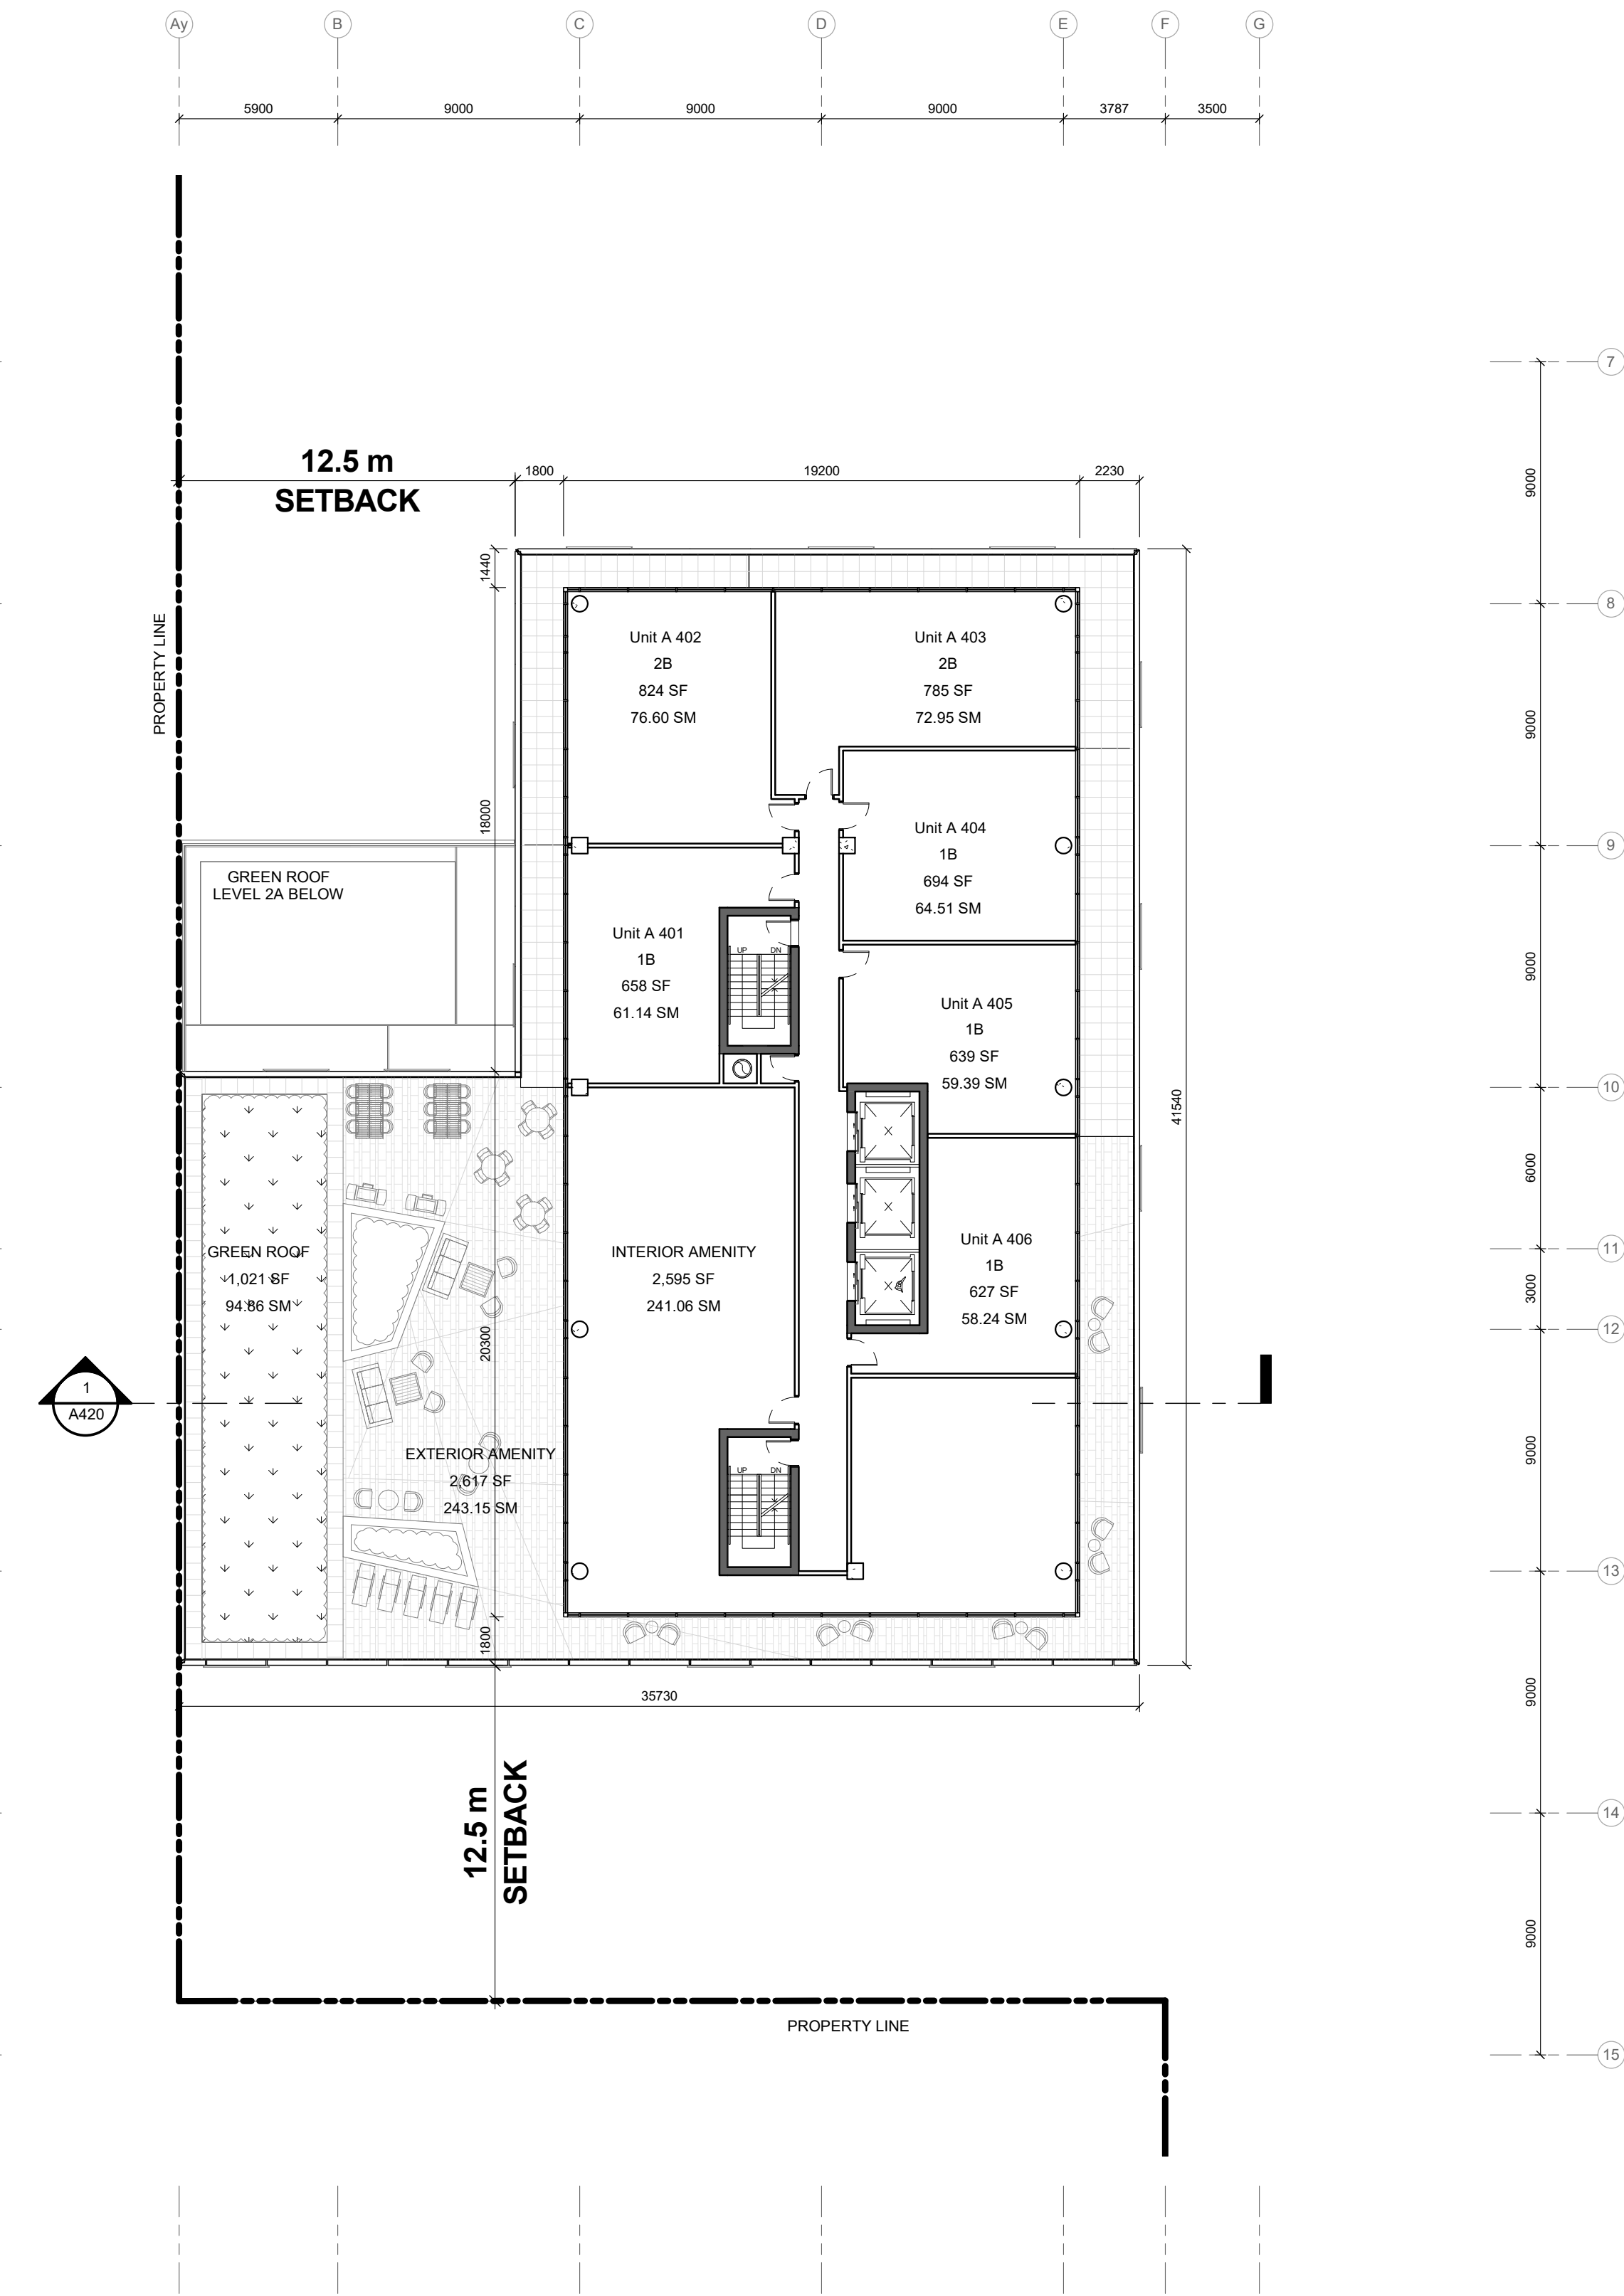 Ay
B
C
D
E
F
G
5900
9000
9000
9000
3787
3500
7
12.5 m
SETBACK
1800
19200
2230
9000
1440
8
PROPERTY LINE
Unit A 402
2B
824 SF
76.60 SM
Unit A 403
2B
785 SF
72.95 SM
9000
18000
Unit A 404
1B
694 SF
64.51 SM
9
GREEN ROOF
LEVEL 2A BELOW
Unit A 401
1B
658 SF
61.14 SM
UP
DN
9000
Unit A 405
1B
639 SF
59.39 SM
10
41540
6000
GREEN ROOF
1,021 SF
94.86 SM
INTERIOR AMENITY
2,595 SF
241.06 SM
Unit A 406
1B
627 SF
58.24 SM
11
3000
12
20300
1
A420
EXTERIOR AMENITY
2,617 SF
243.15 SM
UP
DN
9000
13
1800
35730
9000
12.5 m
SETBACK
14
9000
PROPERTY LINE
15